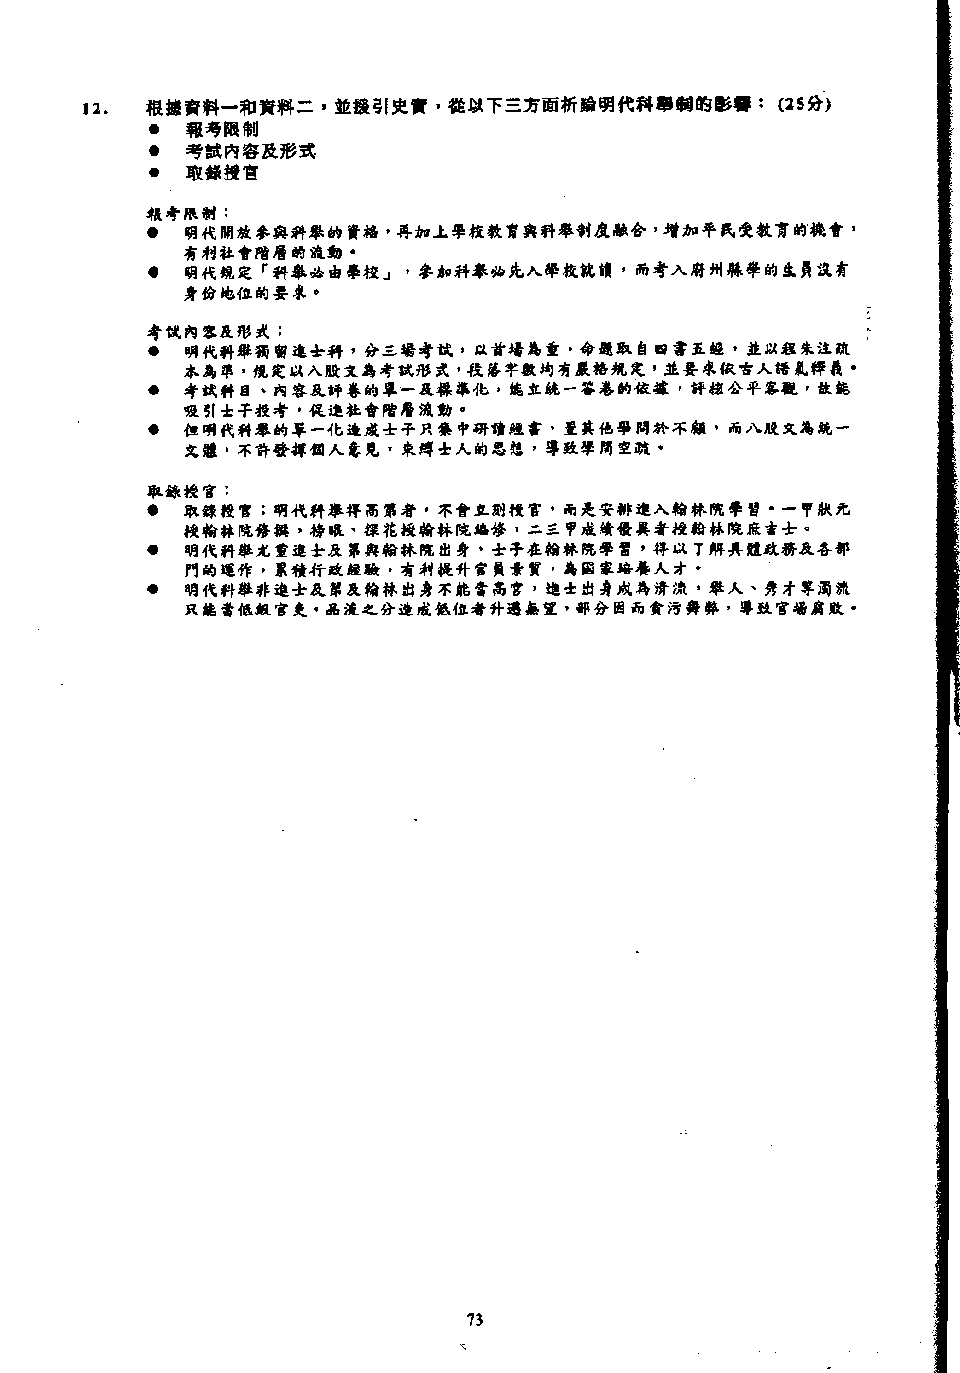 12. 根據資料一和資料二，並援引史實，從以下三方面析論明代科舉制的影響：(25分)
● 報考限制
● 考試內容及形式
● 取錄授官
報考限制：
● 明代開放參與科舉的資格，再加上學校教育與科舉制度融合，增加平民受教育的機會，
有利社會階層的流動。
● 明代規定「科舉必由學校」，參加科舉必先入學校就讀，而考入府州縣學的生員沒有
身份地位的要求。
考試內容及形式：
● 明代科舉獨留進士科，分三場考試，以首場為重，命題取自四書五經，並以程朱注疏
本為準，規定以八股文為考試形式，段落字數均有嚴格規定，並要求依古人語氣釋義。
● 考試科目、內容及評卷的單一及標準化，能立統一答卷的依據，評核公平客觀，故能
吸引士子投考，促進社會階層流動。
● 但明代科舉的單一化造成士子只集中研讀經書，置其他學問於不顧，而八股文為統一
文體，不許發揮個人意見，束縛士人的思想，導致學問空疏。
取錄授官：
● 取錄授官：明代科舉得高第者，不會立刻授官，而是安排進入翰林院學習。一甲狀元
授翰林院修撰，榜眼、探花授翰林院編修，二三甲成績優異者授翰林院庶吉士。
● 明代科舉尤重進士及第與翰林院出身，士子在翰林院學習，得以了解具體政務及各部
門的運作，累積行政經驗，有利提升官員素質，為國家培養人才。
● 明代科舉非進士及第及翰林出身不能當高官，進士出身成為清流，舉人、秀才等濁流
只能當低級官吏。品流之分造成低位者升遷無望，部分因而貪污舞弊，導致官場腐敗。
73